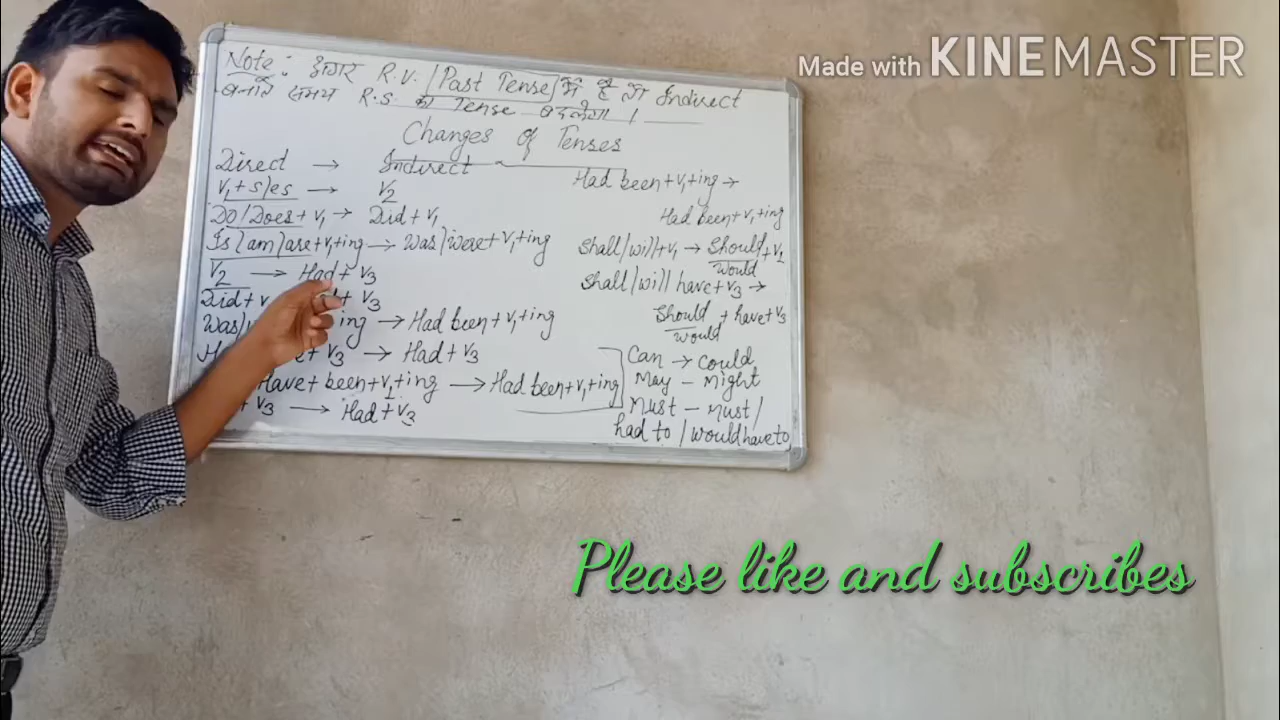 Made with KINEMASTER
Note: अगर R.V. [Past Tense] में है तो Indirect
बनाते समय R.S. का Tense बदलेगा।
Changes of Tenses
Direct → Indirect
V1 + s/es → V2
Do/Does + V1 → Did + V1
Is/am/are + V1 + ing → Was/were + V1 + ing
V2 → Had + V3
Did + V3
Was/ ing → Had been + V1 + ing
+ V3 → Had + V3
Have + been + V1 + ing → Had been + V1 + ing
+ V3 → Had + V3
Had been + V1 + ing →
Had been + V1 + ing
Shall/will + V1 → Should/would + V1
Shall/will have + V3 →
Should/would + have + V3
Can → could
May - Might
Must - Must/
had to / would have to
Please like and subscribes